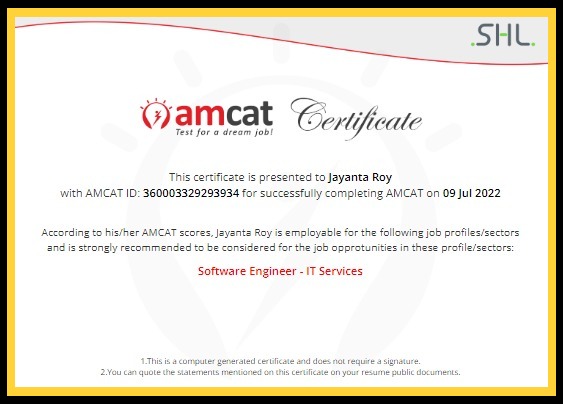 .SHL.
amcat
Test for a dream job!
Certificate
This certificate is presented to Jayanta Roy
with AMCAT ID: 360003329293934 for successfully completing AMCAT on 09 Jul 2022
According to his/her AMCAT scores, Jayanta Roy is employable for the following job profiles/sectors
and is strongly recommended to be considered for the job opprotunities in these profile/sectors:
Software Engineer - IT Services
1.This is a computer generated certificate and does not require a signature.
2.You can quote the statements mentioned on this certificate on your resume public documents.